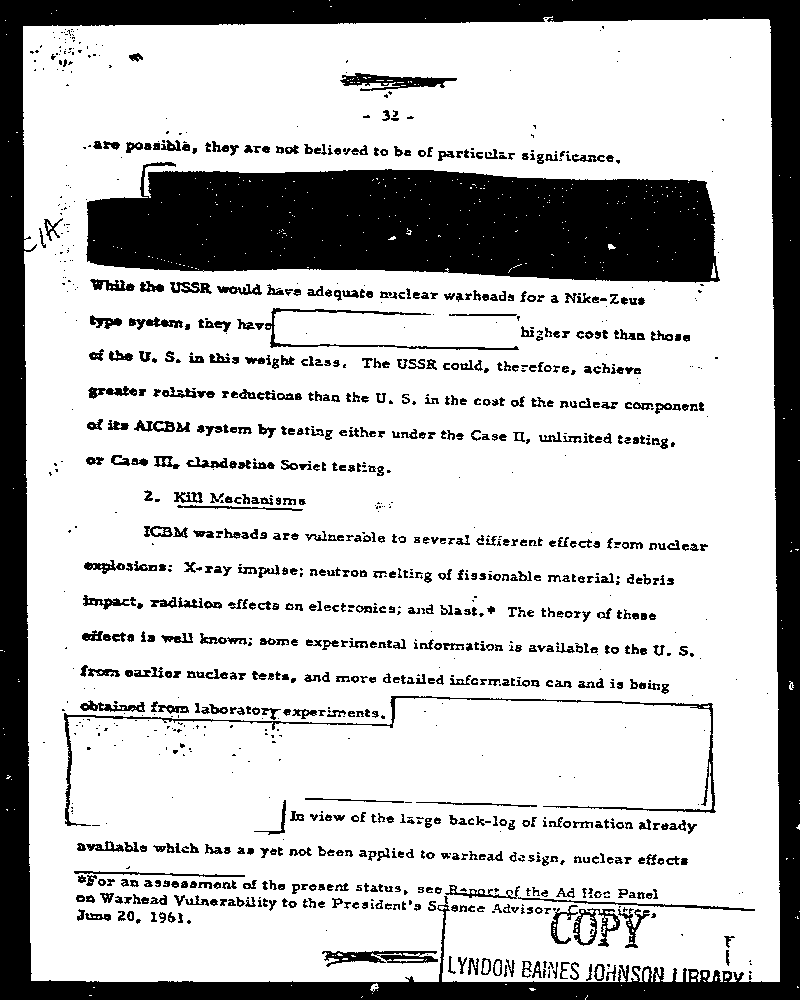 - 32 -
are possible, they are not believed to be of particular significance.
CIA
While the USSR would have adequate nuclear warheads for a Nike-Zeus
type system, they have
higher cost than those
of the U. S. in this weight class. The USSR could, therefore, achieve
greater relative reductions than the U. S. in the cost of the nuclear component
of its AICBM system by testing either under the Case II, unlimited testing,
or Case III, clandestine Soviet testing.
2. Kill Mechanisms
ICBM warheads are vulnerable to several different effects from nuclear
explosions: X-ray impulse; neutron melting of fissionable material; debris
impact, radiation effects on electronics; and blast.* The theory of these
effects is well known; some experimental information is available to the U. S.
from earlier nuclear tests, and more detailed information can and is being
obtained from laboratory experiments.
In view of the large back-log of information already
available which has as yet not been applied to warhead design, nuclear effects
*For an assessment of the present status, see Report of the Ad Hoc Panel
on Warhead Vulnerability to the President's Science Advisory Committee,
June 20, 1961.
COPY
LYNDON BAINES JOHNSON LIBRARY